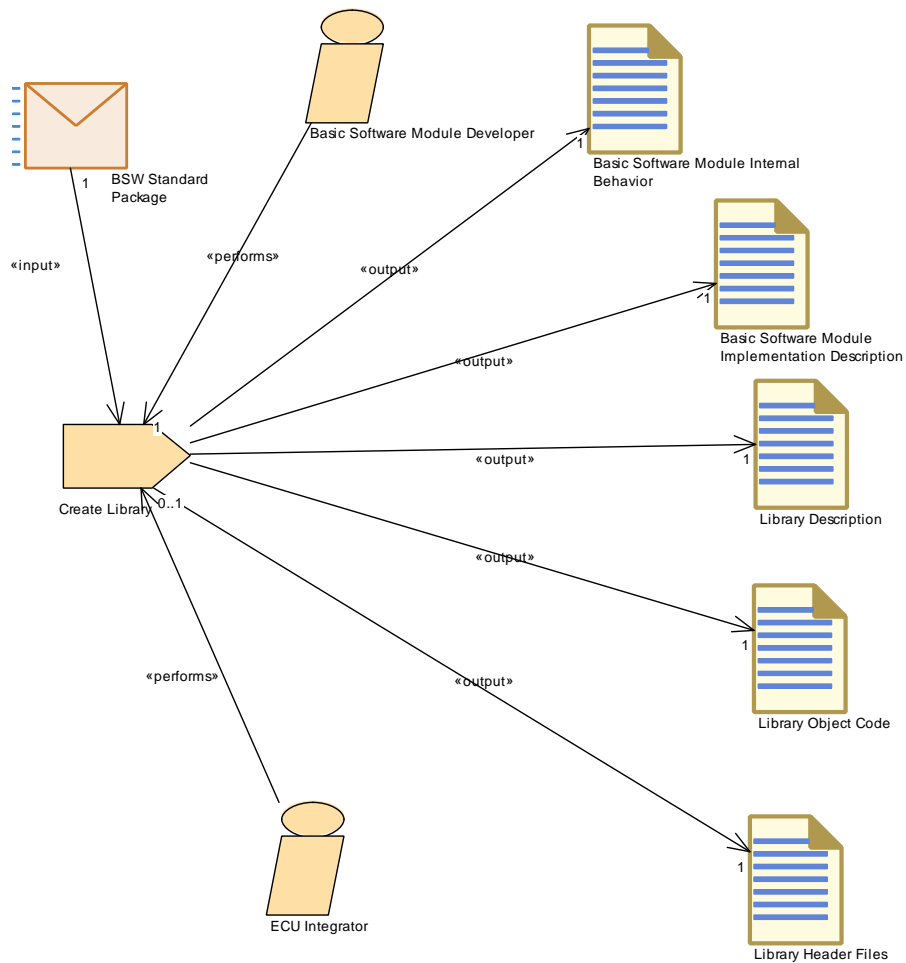 Basic Software Module Developer
1
Basic Software Module Internal
Behavior
1
BSW Standard
Package
«performs»
«input»
«output»
1
Basic Software Module
Implementation Description
«output»
1
1
«output»
Create Library
0..1
Library Description
«output»
1
Library Object Code
«performs»
«output»
1
ECU Integrator
Library Header Files